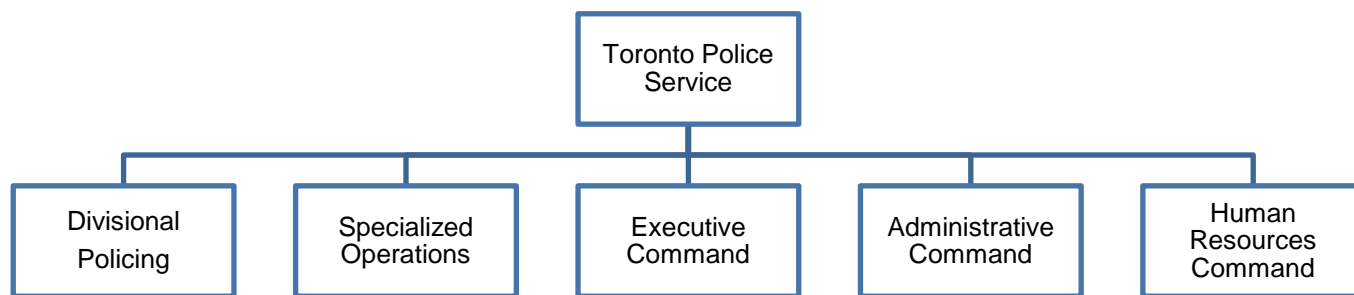 Toronto Police
Service
Divisional
Policing
Specialized
Operations
Executive
Command
Administrative
Command
Human
Resources
Command